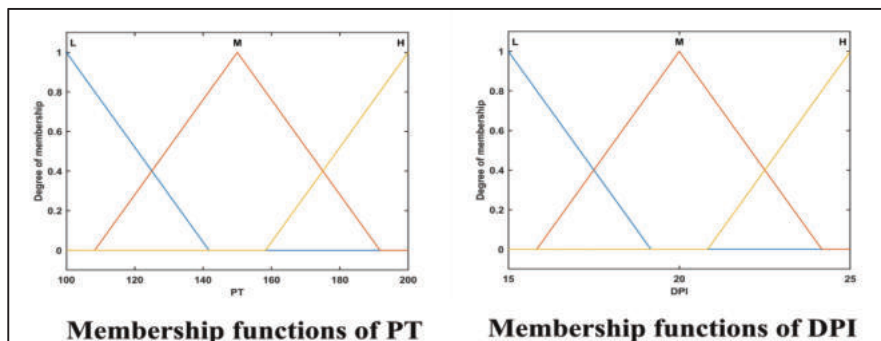 L M H
1
0.8
0.6
0.4
0.2
0
Degree of membership
100 120 140 160 180 200
PT
Membership functions of PT
L M H
1
0.8
0.6
0.4
0.2
0
Degree of membership
15 20 25
DPI
Membership functions of DPI